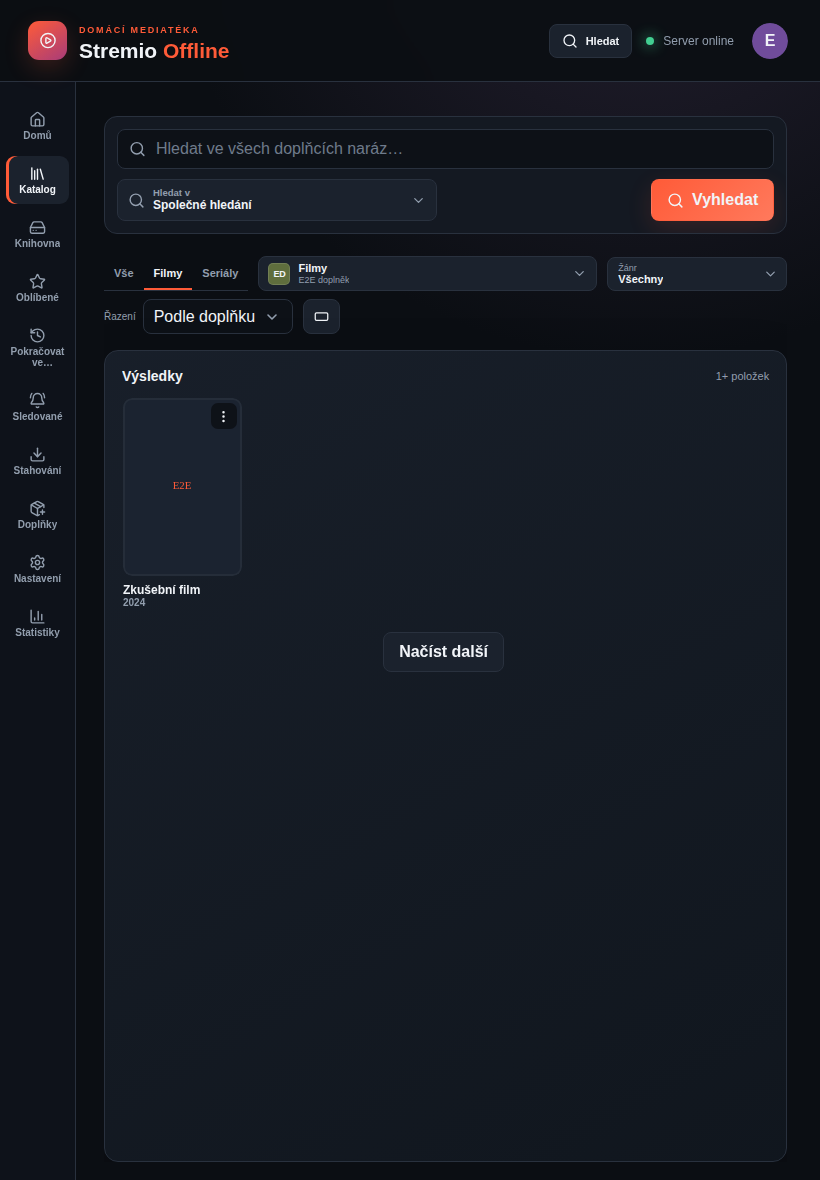 DOMÁCÍ MEDIATÉKA
Stremio Offline
Hledat
Server online
E
Domů
Katalog
Knihovna
Oblíbené
Pokračovat
ve…
Sledované
Stahování
Doplňky
Nastavení
Statistiky
Hledat ve všech doplňcích naráz…
Hledat v
Společné hledání
Vyhledat
Vše
Filmy
Seriály
ED
Filmy
E2E doplněk
Žánr
Všechny
Řazení
Podle doplňku
Výsledky
1+ položek
E2E
Zkušební film
2024
Načíst další